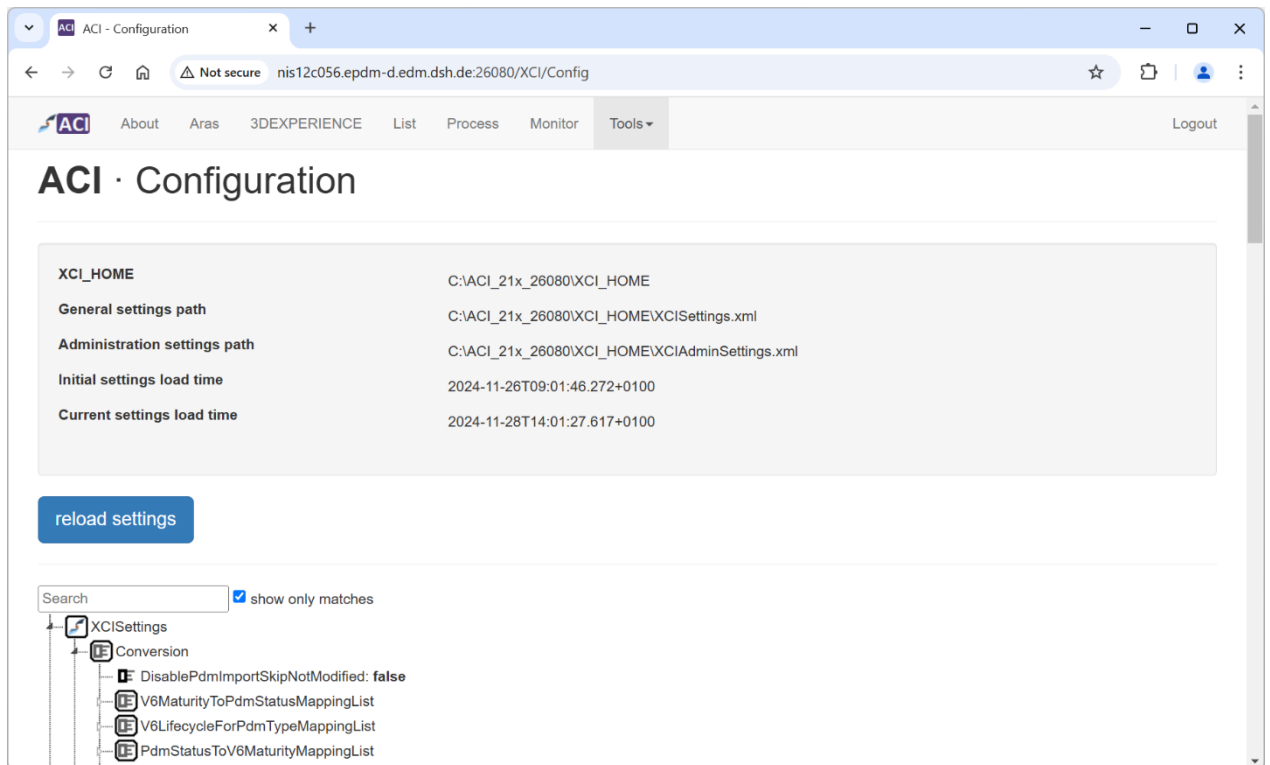 ACI ACI - Configuration
Not secure nis12c056.epdm-d.edm.dsh.de:26080/XCI/Config
ACI About Aras 3DEXPERIENCE List Process Monitor Tools Logout
ACI · Configuration
XCI_HOME C:\ACI_21x_26080\XCI_HOME
General settings path C:\ACI_21x_26080\XCI_HOME\XCISettings.xml
Administration settings path C:\ACI_21x_26080\XCI_HOME\XCIAdminSettings.xml
Initial settings load time 2024-11-26T09:01:46.272+0100
Current settings load time 2024-11-28T14:01:27.617+0100
reload settings
Search show only matches
XCISettings
Conversion
DisablePdmImportSkipNotModified: false
V6MaturityToPdmStatusMappingList
V6LifecycleForPdmTypeMappingList
PdmStatusToV6MaturityMappingList